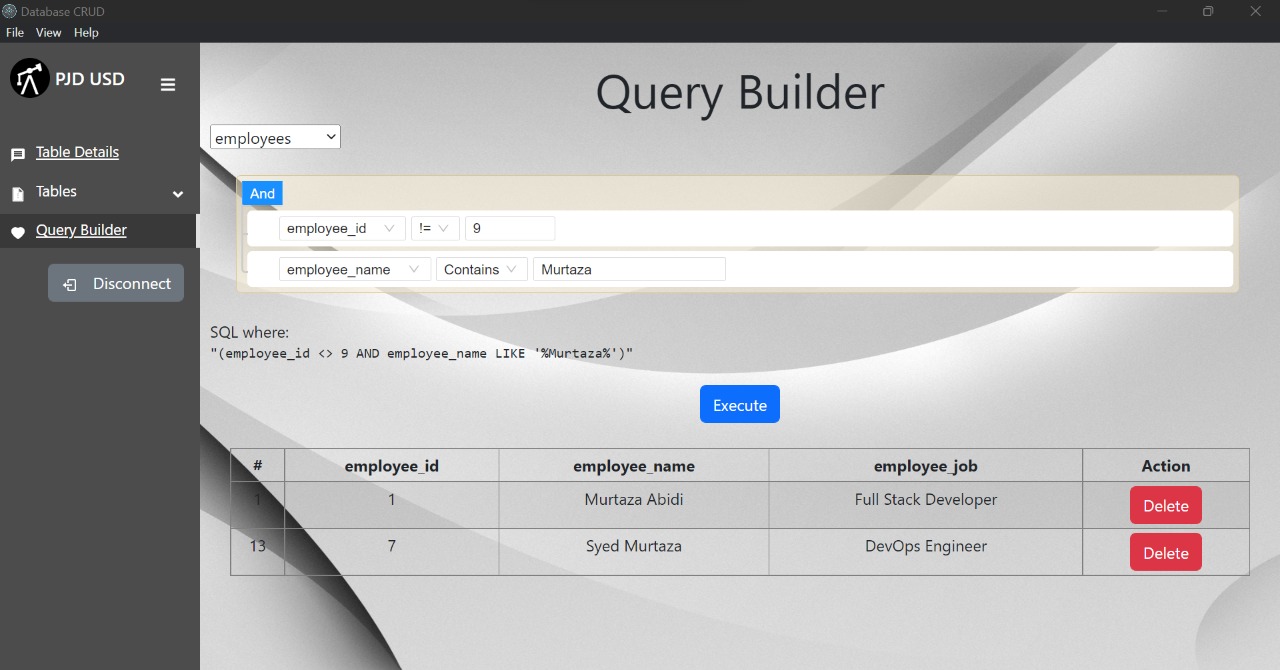 Database CRUD
File View Help
PJD USD
Query Builder
employees
Table Details
Tables
Query Builder
Disconnect
And
employee_id != 9
employee_name Contains Murtaza
SQL where:
"(employee_id <> 9 AND employee_name LIKE '%Murtaza%')"
Execute
# employee_id employee_name employee_job Action
1 1 Murtaza Abidi Full Stack Developer Delete
13 7 Syed Murtaza DevOps Engineer Delete